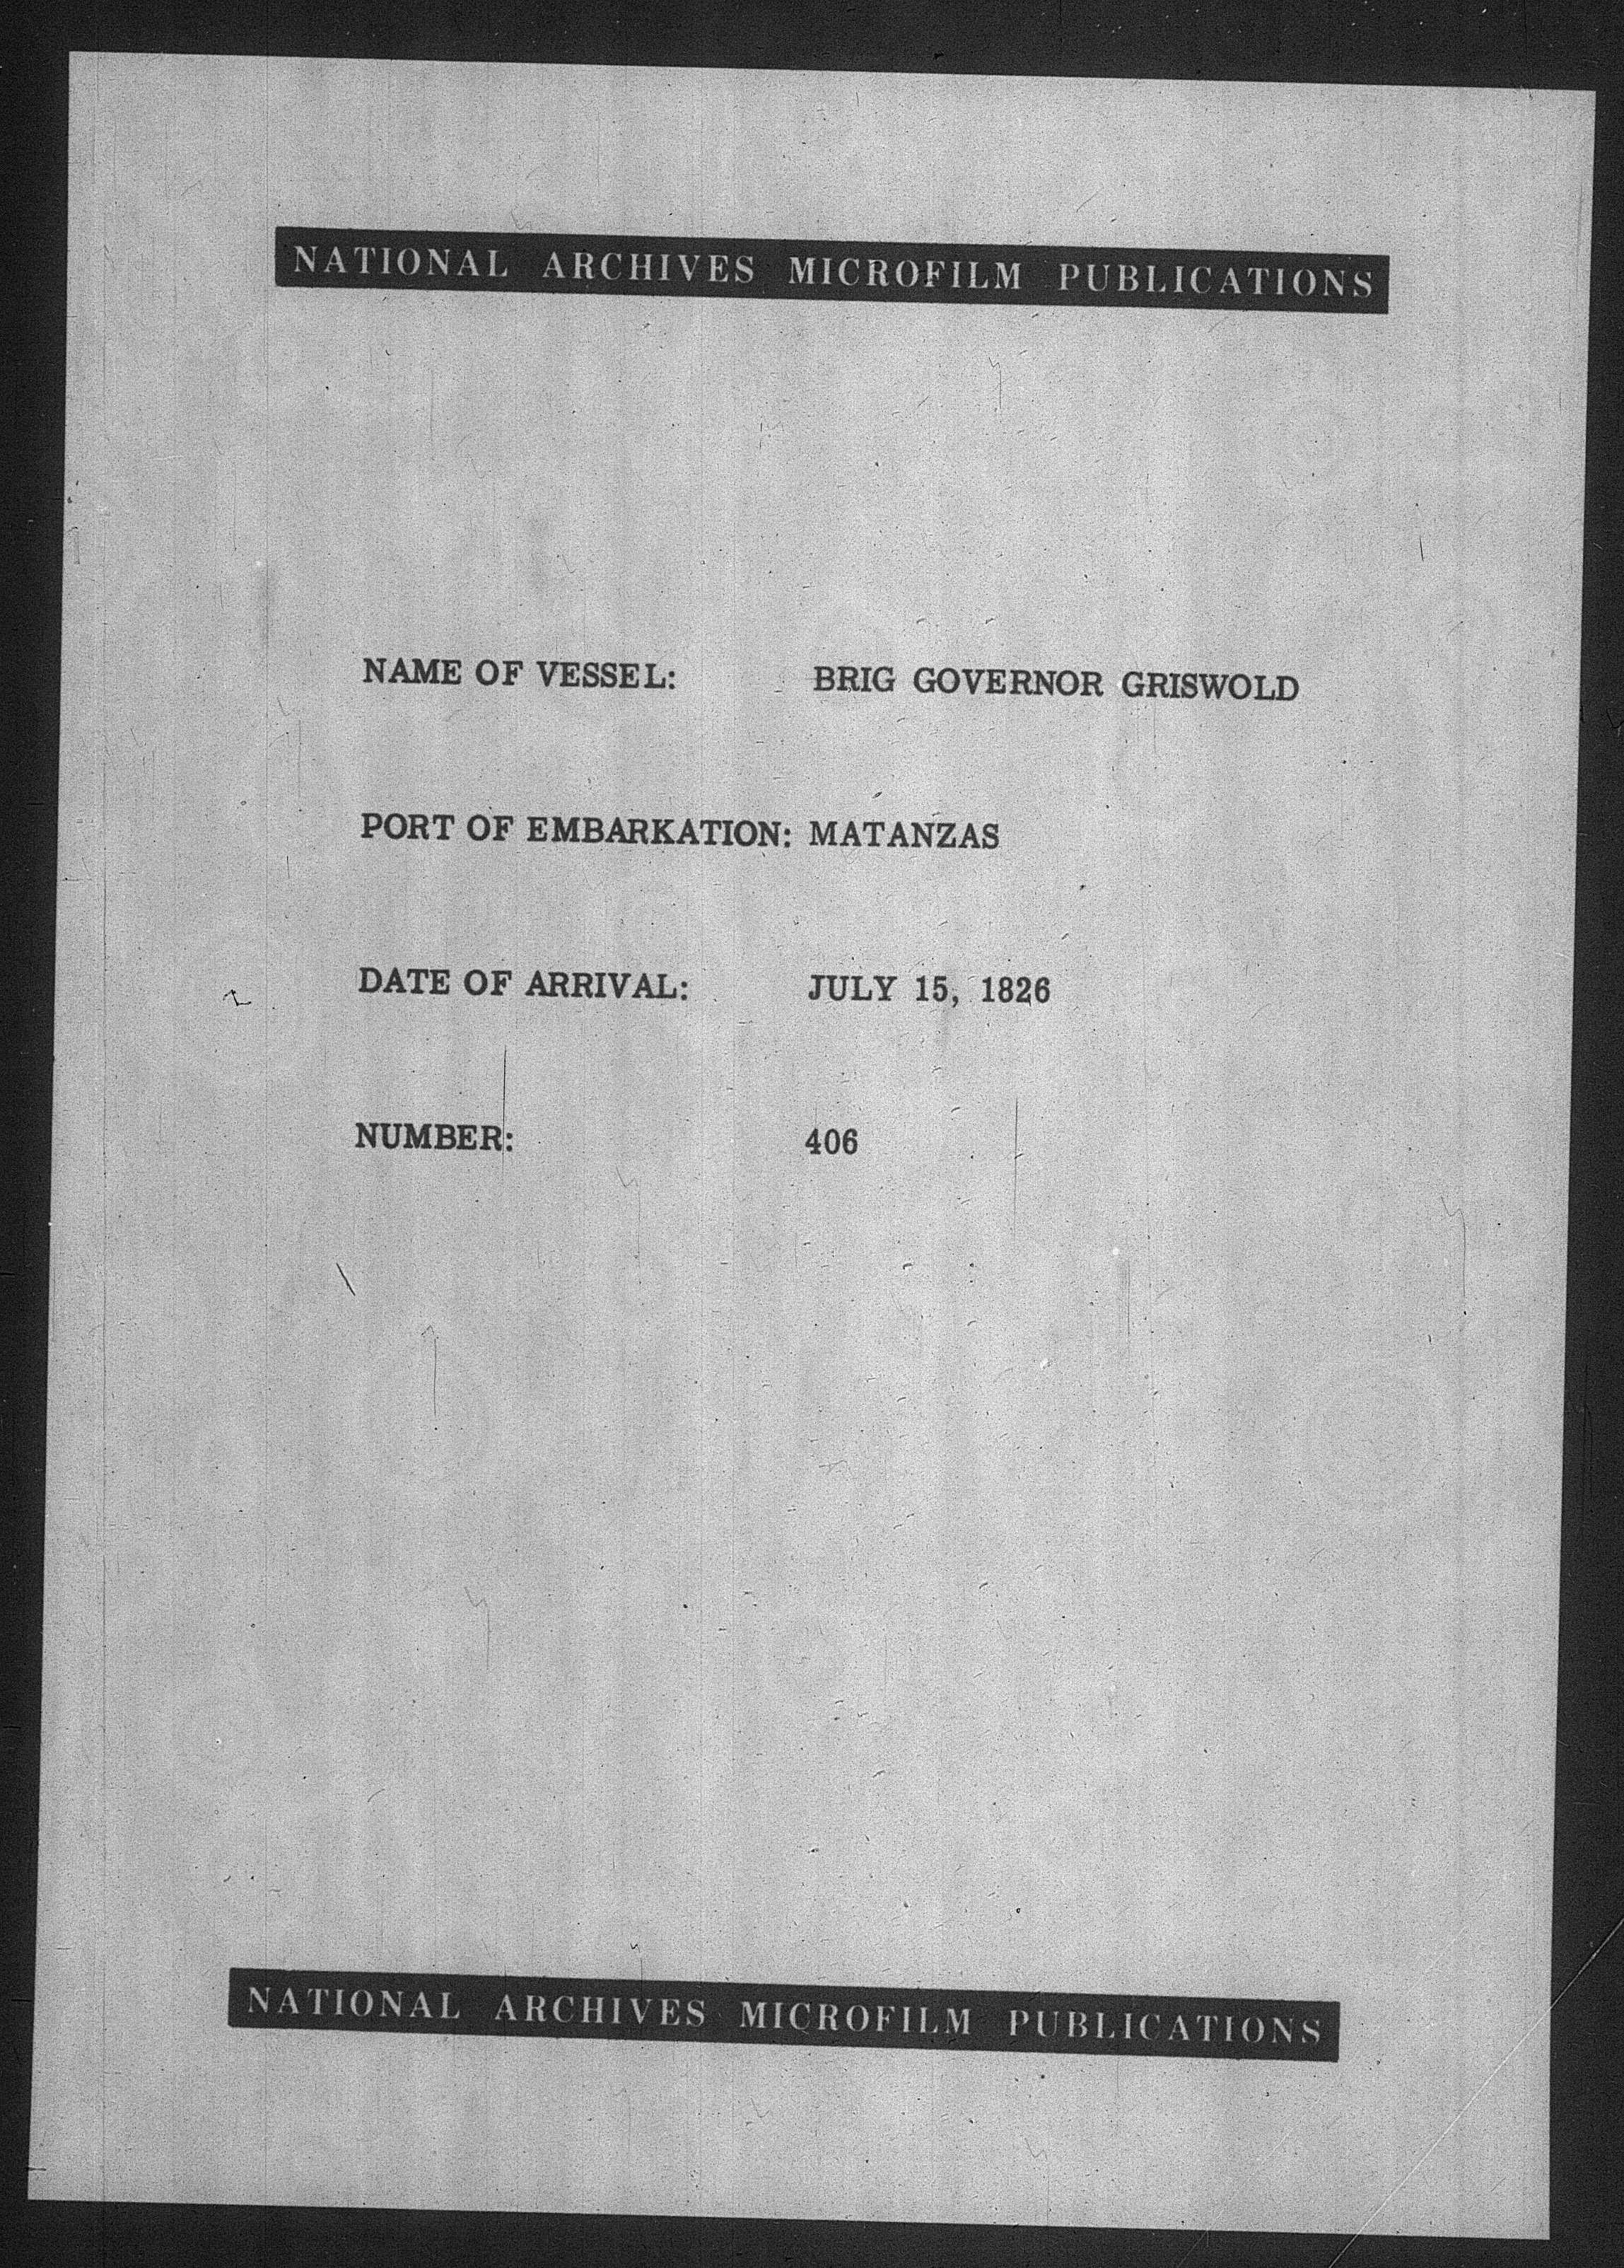 NATIONAL ARCHIVES MICROFILM PUBLICATIONS
NAME OF VESSEL: BRIG GOVERNOR GRISWOLD
PORT OF EMBARKATION: MATANZAS
DATE OF ARRIVAL: JULY 15, 1826
NUMBER: 406
NATIONAL ARCHIVES MICROFILM PUBLICATIONS